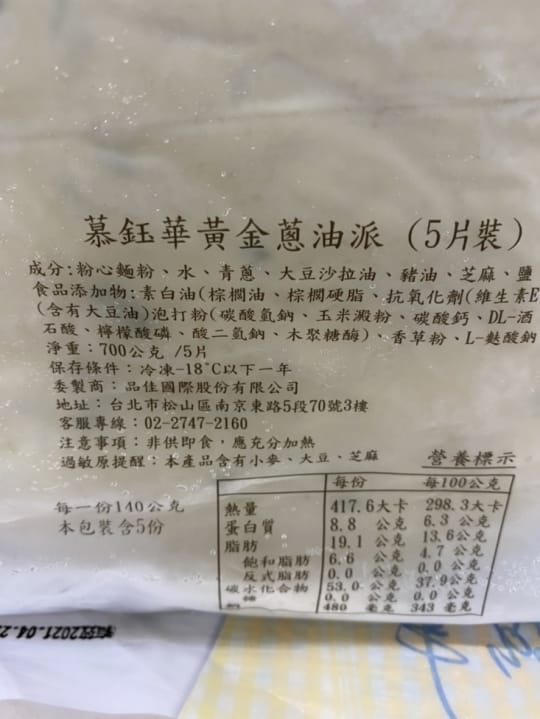 慕鈺華黃金蔥油派 (5片裝)
成分:粉心麵粉、水、青蔥、大豆沙拉油、豬油、芝麻、鹽
食品添加物:素白油(棕櫚油、棕櫚硬脂、抗氧化劑(維生素E
(含有大豆油)泡打粉(碳酸氫鈉、玉米澱粉、碳酸鈣、DL-酒
石酸、檸檬酸磷、酸二氫鈉、木聚糖酶)、香草粉、L-麩酸鈉
淨重:700公克 /5片
保存條件:冷凍-18℃以下一年
委製商:品佳國際股份有限公司
地址:台北市松山區南京東路5段70號3樓
客服專線:02-2747-2160
注意事項:非供即食,應充分加熱
過敏原提醒:本產品含有小麥、大豆、芝麻
每一份140公克
本包裝含5份
營養標示
每份 每100公克
熱量 417.6大卡 298.3大卡
蛋白質 8.8 公克 6.3 公克
脂肪 19.1 公克 13.6公克
飽和脂肪 6.6 公克 4.7 公克
反式脂肪 0.0 公克 0.0 公克
碳水化合物 53.0 公克 37.9公克
糖 0.0 公克 0.0 公克
鈉 480 毫克 343 毫克